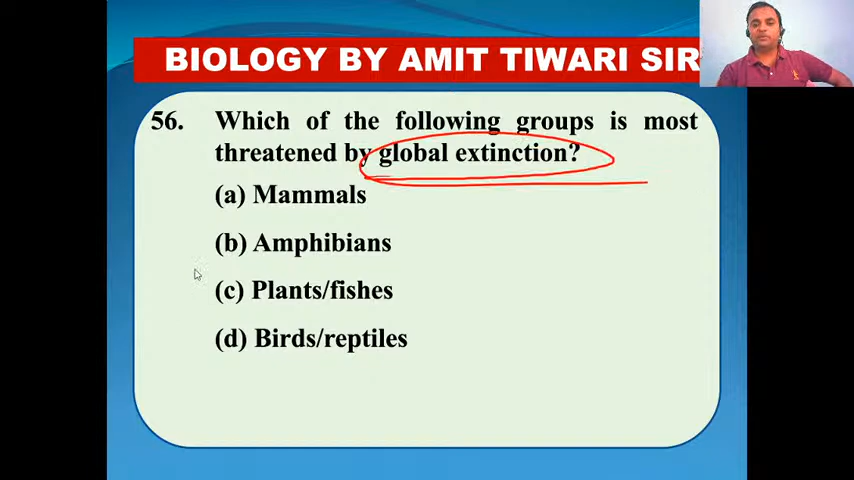 BIOLOGY BY AMIT TIWARI SIR
56. Which of the following groups is most
threatened by global extinction?
(a) Mammals
(b) Amphibians
(c) Plants/fishes
(d) Birds/reptiles